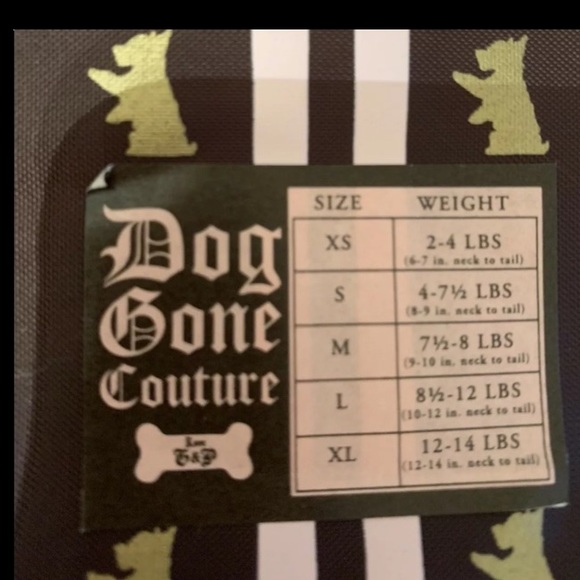 Dog
Gone
Couture
Luv
G&P
SIZE WEIGHT
XS 2-4 LBS
(6-7 in. neck to tail)
S 4-7½ LBS
(8-9 in. neck to tail)
M 7½-8 LBS
(9-10 in. neck to tail)
L 8½-12 LBS
(10-12 in. neck to tail)
XL 12-14 LBS
(12-14 in. neck to tail)